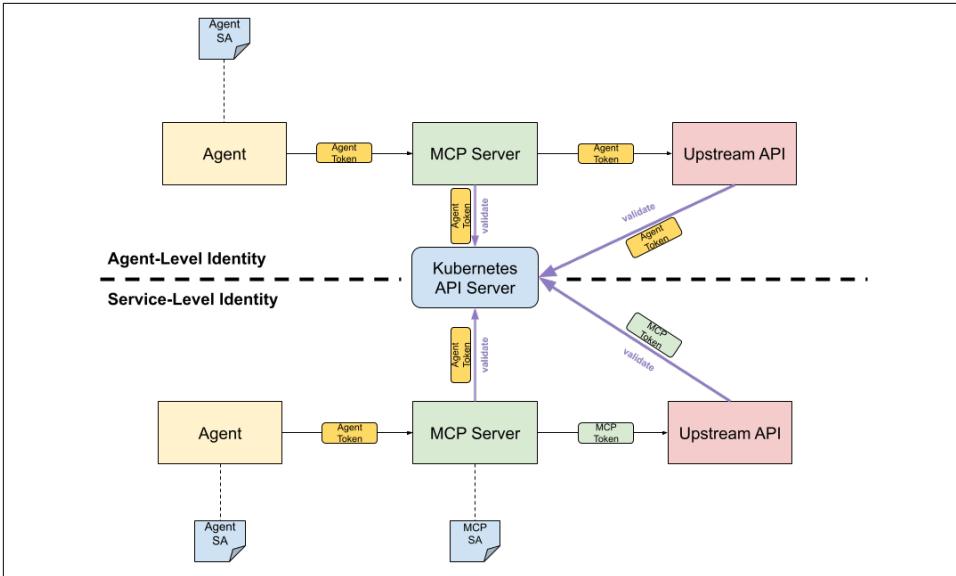 Agent
SA
Agent
Agent
Token
MCP Server
Agent
Token
Upstream API
Agent
Token
validate
validate
Agent
Token
Agent-Level Identity
Kubernetes
API Server
Service-Level Identity
Agent
Token
validate
MCP
Token
validate
Agent
Agent
Token
MCP Server
MCP
Token
Upstream API
Agent
SA
MCP
SA